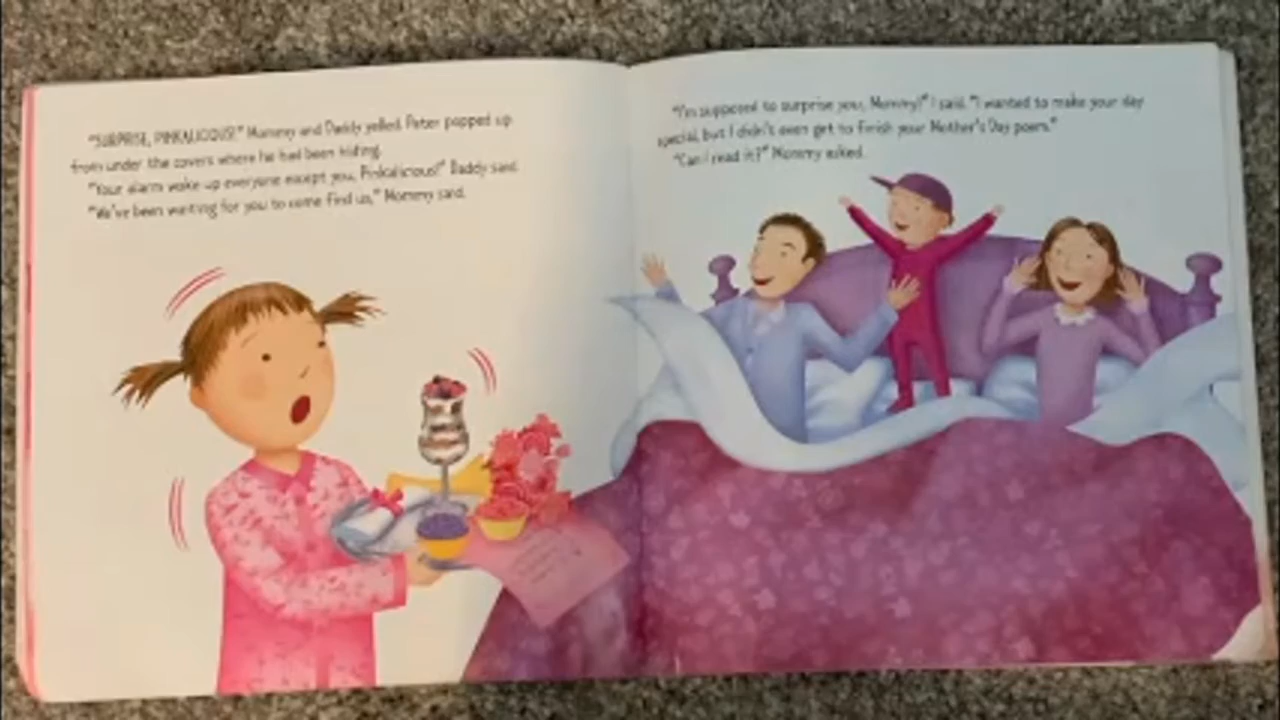 "SURPRISE, PINKALICIOUS!" Mommy and Daddy yelled. Peter popped up
from under the covers where he had been hiding.
"Your alarm woke up everyone except you, Pinkalicious!" Daddy said.
"We've been waiting for you to come find us," Mommy said.
"I'm supposed to surprise you, Mommy!" I said. "I wanted to make your day
special, but I didn't even get to finish your Mother's Day poem."
"Can I read it?" Mommy asked.